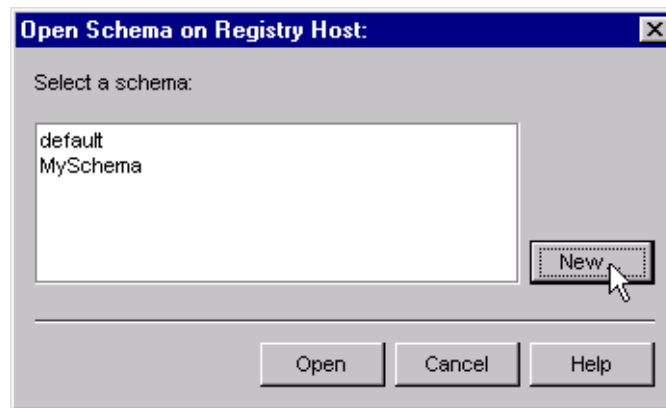 Open Schema on Registry Host:
Select a schema:
default
MySchema
New...
Open
Cancel
Help